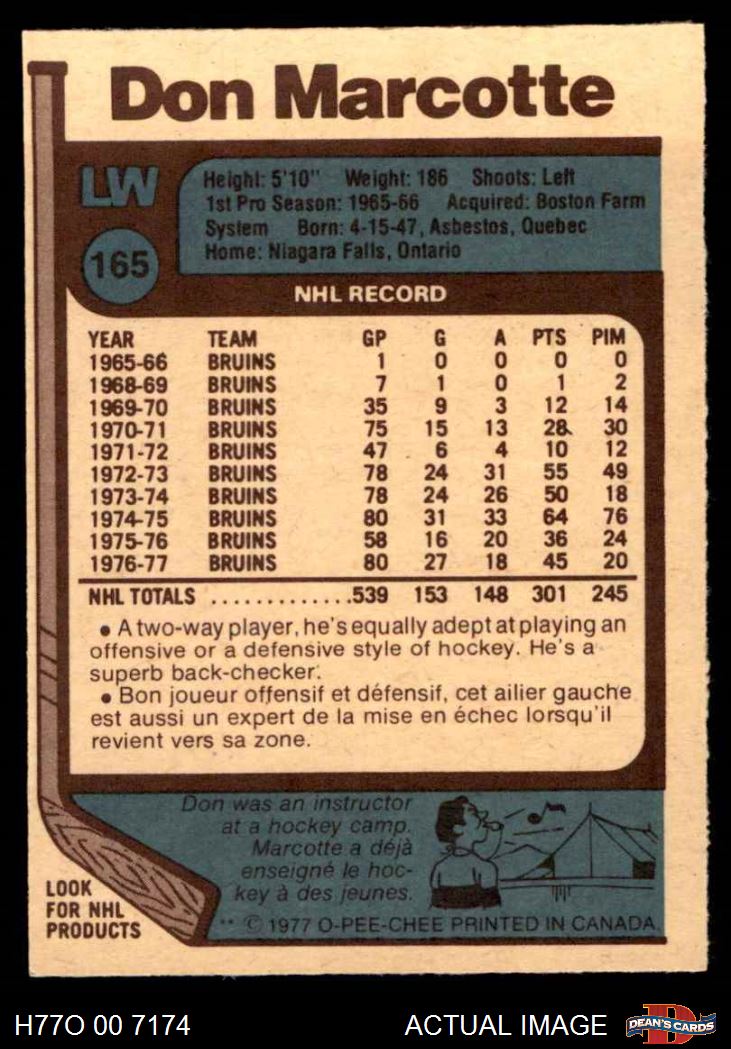 Don Marcotte
LW
Height: 5'10" Weight: 186 Shoots: Left
1st Pro Season: 1965-66 Acquired: Boston Farm
System Born: 4-15-47, Asbestos, Quebec
Home: Niagara Falls, Ontario
165
NHL RECORD
YEAR TEAM GP G A PTS PIM
1965-66 BRUINS 1 0 0 0 0
1968-69 BRUINS 7 1 0 1 2
1969-70 BRUINS 35 9 3 12 14
1970-71 BRUINS 75 15 13 28 30
1971-72 BRUINS 47 6 4 10 12
1972-73 BRUINS 78 24 31 55 49
1973-74 BRUINS 78 24 26 50 18
1974-75 BRUINS 80 31 33 64 76
1975-76 BRUINS 58 16 20 36 24
1976-77 BRUINS 80 27 18 45 20
NHL TOTALS .............539 153 148 301 245
• A two-way player, he's equally adept at playing an
offensive or a defensive style of hockey. He's a
superb back-checker.
• Bon joueur offensif et défensif, cet ailier gauche
est aussi un expert de la mise en échec lorsqu'il
revient vers sa zone.
Don was an instructor
at a hockey camp.
Marcotte a déjà
enseigné le hoc-
key à des jeunes.
LOOK
FOR NHL
PRODUCTS
** © 1977 O-PEE-CHEE PRINTED IN CANADA.
H77O 00 7174
ACTUAL IMAGE
D
DEAN'S CARDS